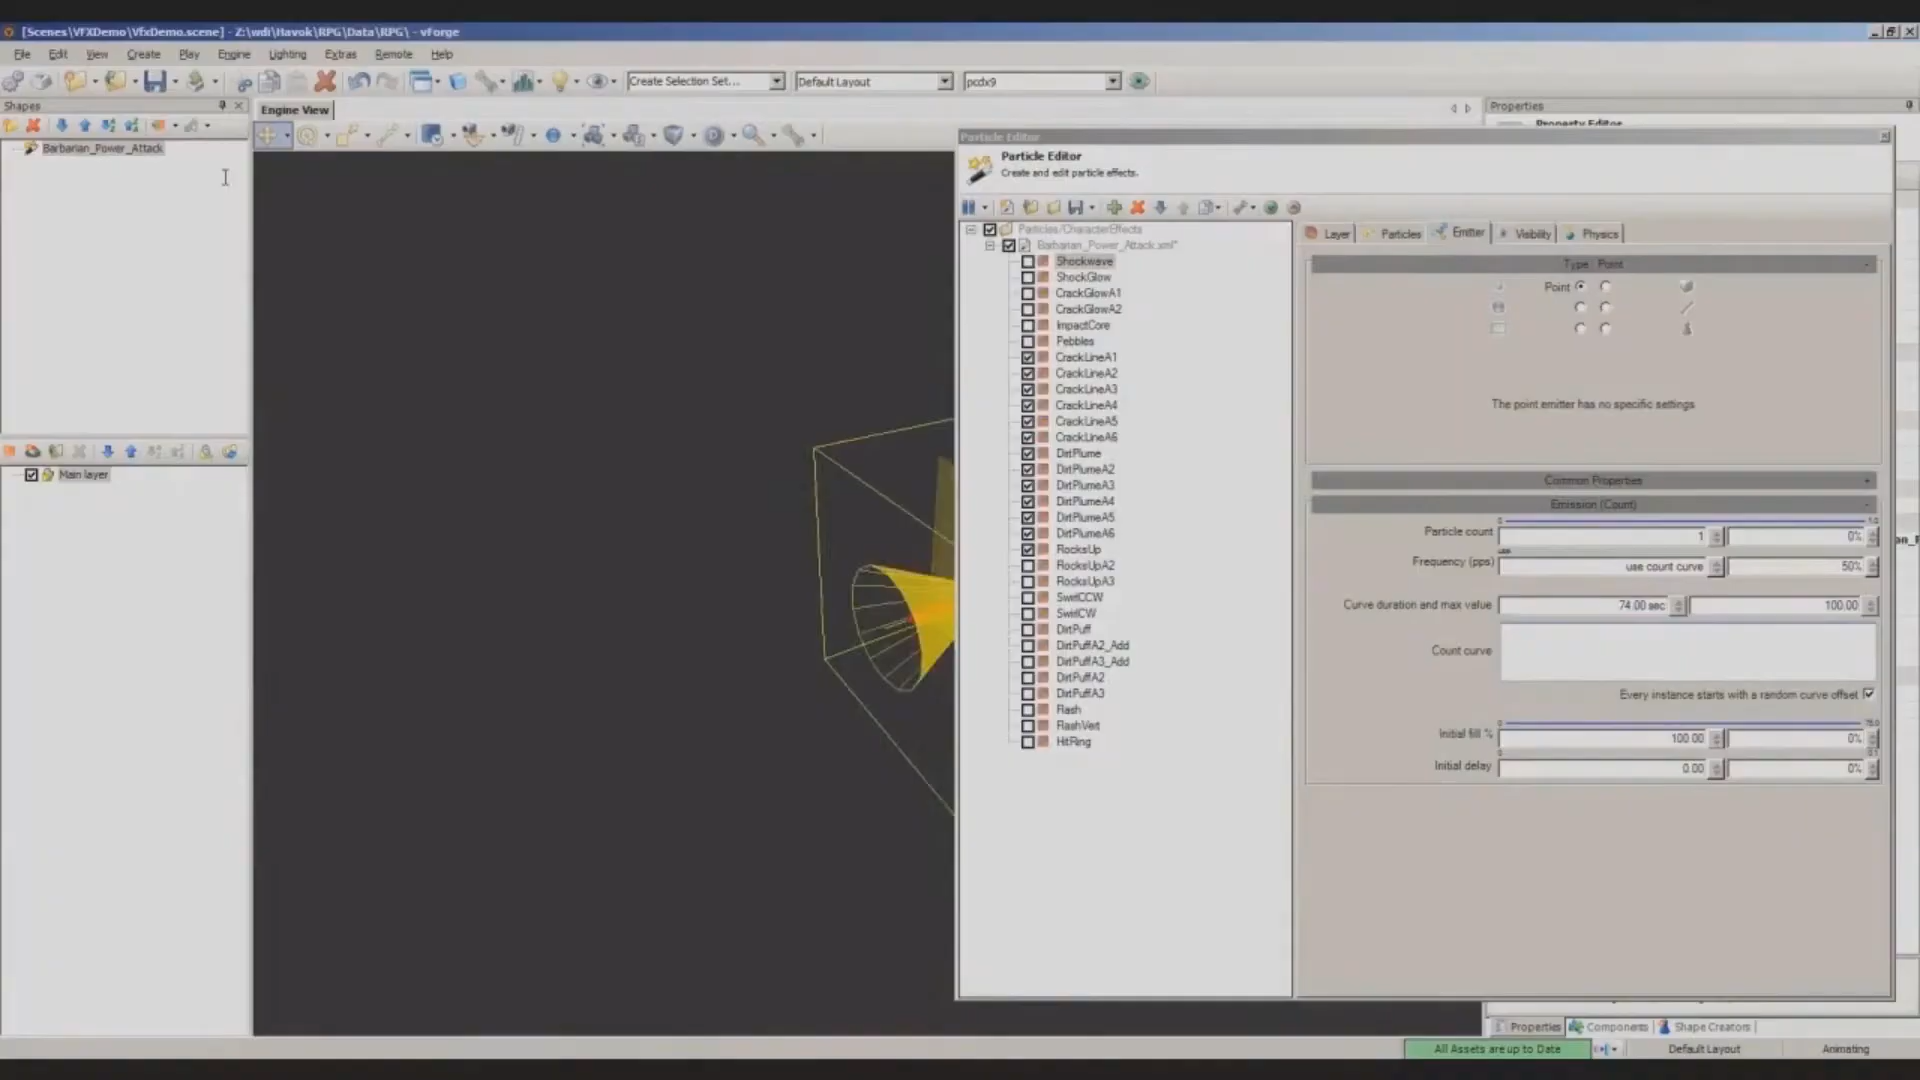 [Scenes\VFXDemo\VfxDemo.scene] - Z:\wdi\Havok\RPG\Data\RPG\ - vforge
File Edit View Create Play Engine Lighting Extras Remote Help
Create Selection Set... Default Layout pcdx9
Shapes
Engine View
Properties
Property Editor
Barbarian_Power_Attack
Main layer
Particle Editor
Particle Editor
Create and edit particle effects.
Particles/CharacterEffects
Barbarian_Power_Attack.xml*
Shockwave
ShockGlow
CrackGlowA1
CrackGlowA2
ImpactCore
Pebbles
CrackLineA1
CrackLineA2
CrackLineA3
CrackLineA4
CrackLineA5
CrackLineA6
DirtPlume
DirtPlumeA2
DirtPlumeA3
DirtPlumeA4
DirtPlumeA5
DirtPlumeA6
RocksUp
RocksUpA2
RocksUpA3
SwirlCCW
SwirlCW
DirtPuff
DirtPuffA2_Add
DirtPuffA3_Add
DirtPuffA2
DirtPuffA3
Flash
FlashVert
HitRing
Layer Particles Emitter Visibility Physics
Type : Point
Point
The point emitter has no specific settings
Common Properties
Emission (Count)
Particle count 1 0%
Frequency (pps) use count curve 50%
Curve duration and max value 74.00 sec 100.00
Count curve
Every instance starts with a random curve offset
Initial fill % 100.00 0%
Initial delay 0.00 0%
Properties Components Shape Creators
All Assets are up to Date Default Layout Animating